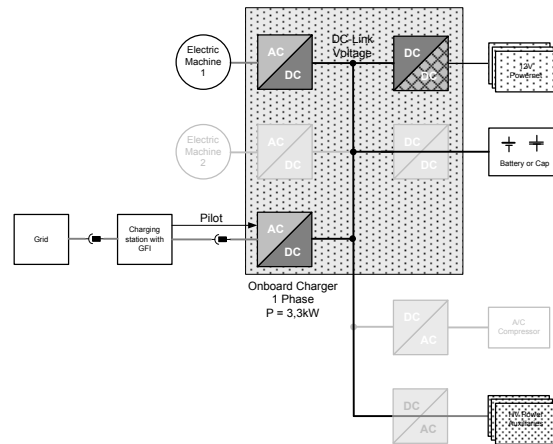 Electric
Machine
1
AC
DC
DC-Link
Voltage
DC
DC
12V
Powernet
Electric
Machine
2
AC
DC
DC
DC
Battery or Cap
Grid
Charging
station with
GFI
Pilot
AC
DC
Onboard Charger
1 Phase
P = 3,3kW
DC
AC
A/C
Compressor
DC
AC
HV Power
Auxiliaries